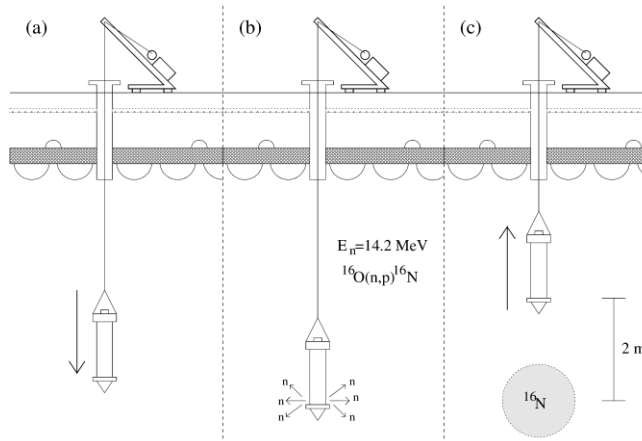 (a)
(b)
(c)
E_n=14.2 MeV
¹⁶O(n,p)¹⁶N
n n
n n
n n
2 m
¹⁶N